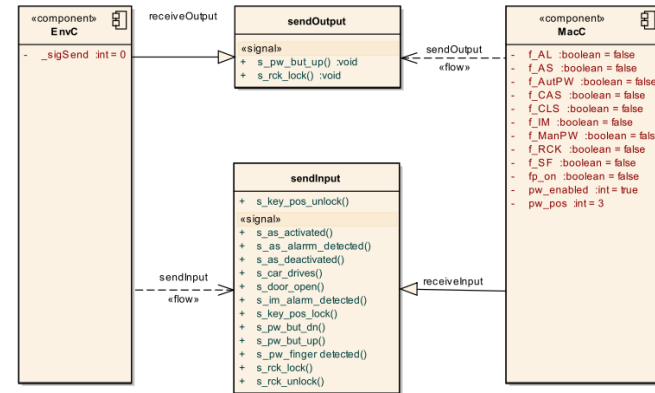 «component»
EnvC
- _sigSend :int = 0
receiveOutput
sendOutput
«signal»
+ s_pw_but_up() :void
+ s_rck_lock() :void
sendOutput
«flow»
«component»
MacC
- f_AL :boolean = false
- f_AS :boolean = false
- f_AutPW :boolean = false
- f_CAS :boolean = false
- f_CLS :boolean = false
- f_IM :boolean = false
- f_ManPW :boolean = fals
- f_RCK :boolean = false
- f_SF :boolean = false
- fp_on :boolean = false
- pw_enabled :int = true
- pw_pos :int = 3
sendInput
+ s_key_pos_unlock()
«signal»
+ s_as_activated()
+ s_as_alarrm_detected()
+ s_as_deactivated()
+ s_car_drives()
+ s_door_open()
+ s_im_alarm_detected()
+ s_key_pos_lock()
+ s_pw_but_dn()
+ s_pw_but_up()
+ s_pw_finger detected()
+ s_rck_lock()
+ s_rck_unlock()
sendInput
«flow»
receiveInput